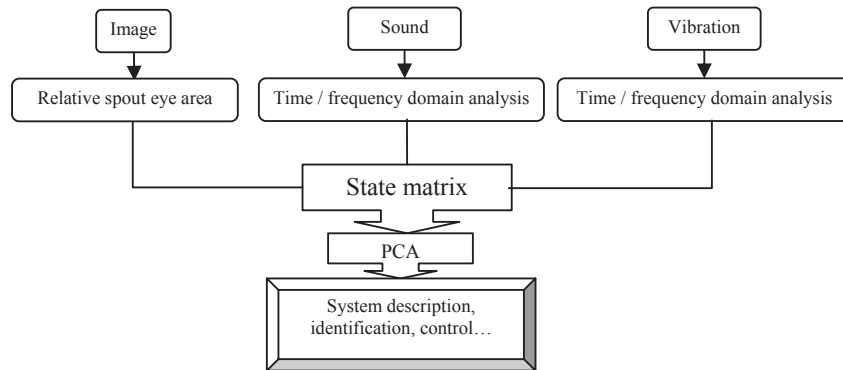 Image
Sound
Vibration
Relative spout eye area
Time / frequency domain analysis
Time / frequency domain analysis
State matrix
PCA
System description,
identification, control…